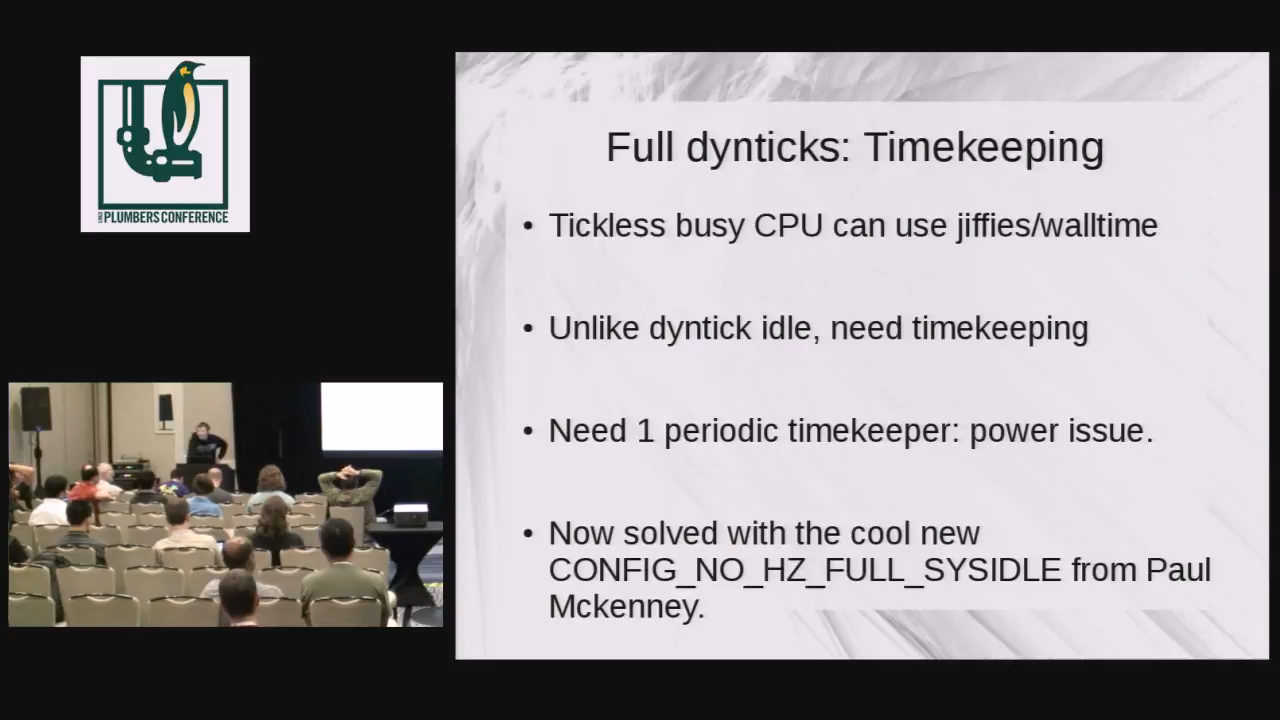 LINUX PLUMBERS CONFERENCE
Full dynticks: Timekeeping
• Tickless busy CPU can use jiffies/walltime
• Unlike dyntick idle, need timekeeping
• Need 1 periodic timekeeper: power issue.
• Now solved with the cool new
CONFIG_NO_HZ_FULL_SYSIDLE from Paul
Mckenney.